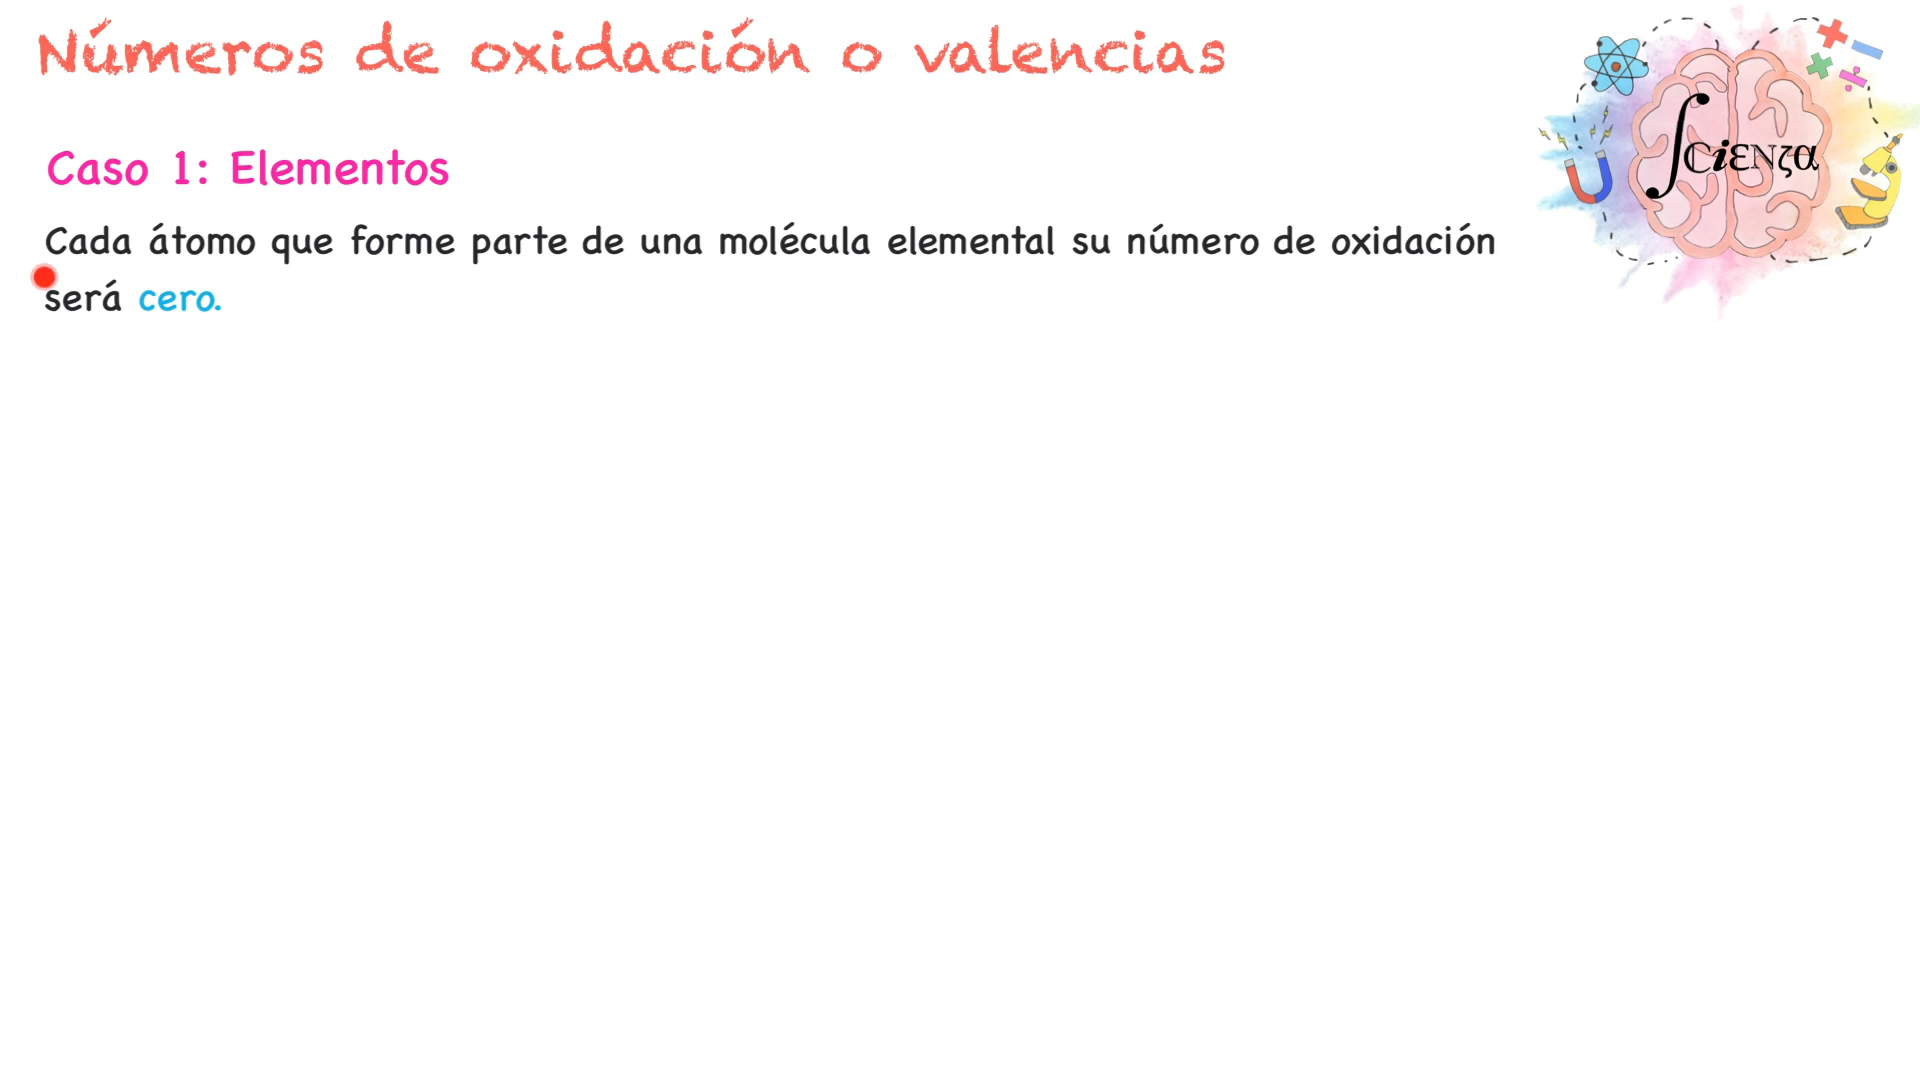 Números de oxidación o valencias
∫CiENζα
Caso 1: Elementos
Cada átomo que forme parte de una molécula elemental su número de oxidación
será cero.